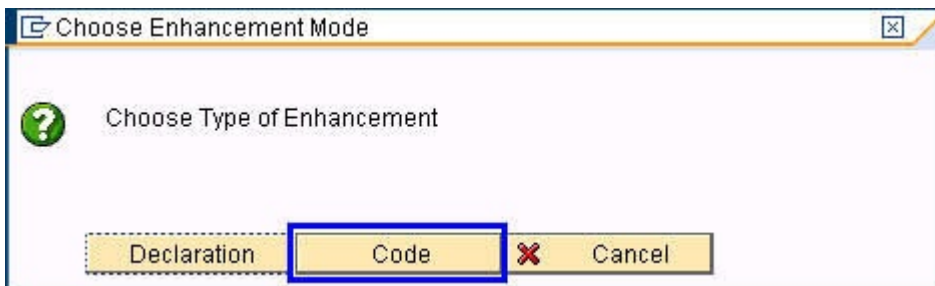 Choose Enhancement Mode
Choose Type of Enhancement
Declaration Code Cancel